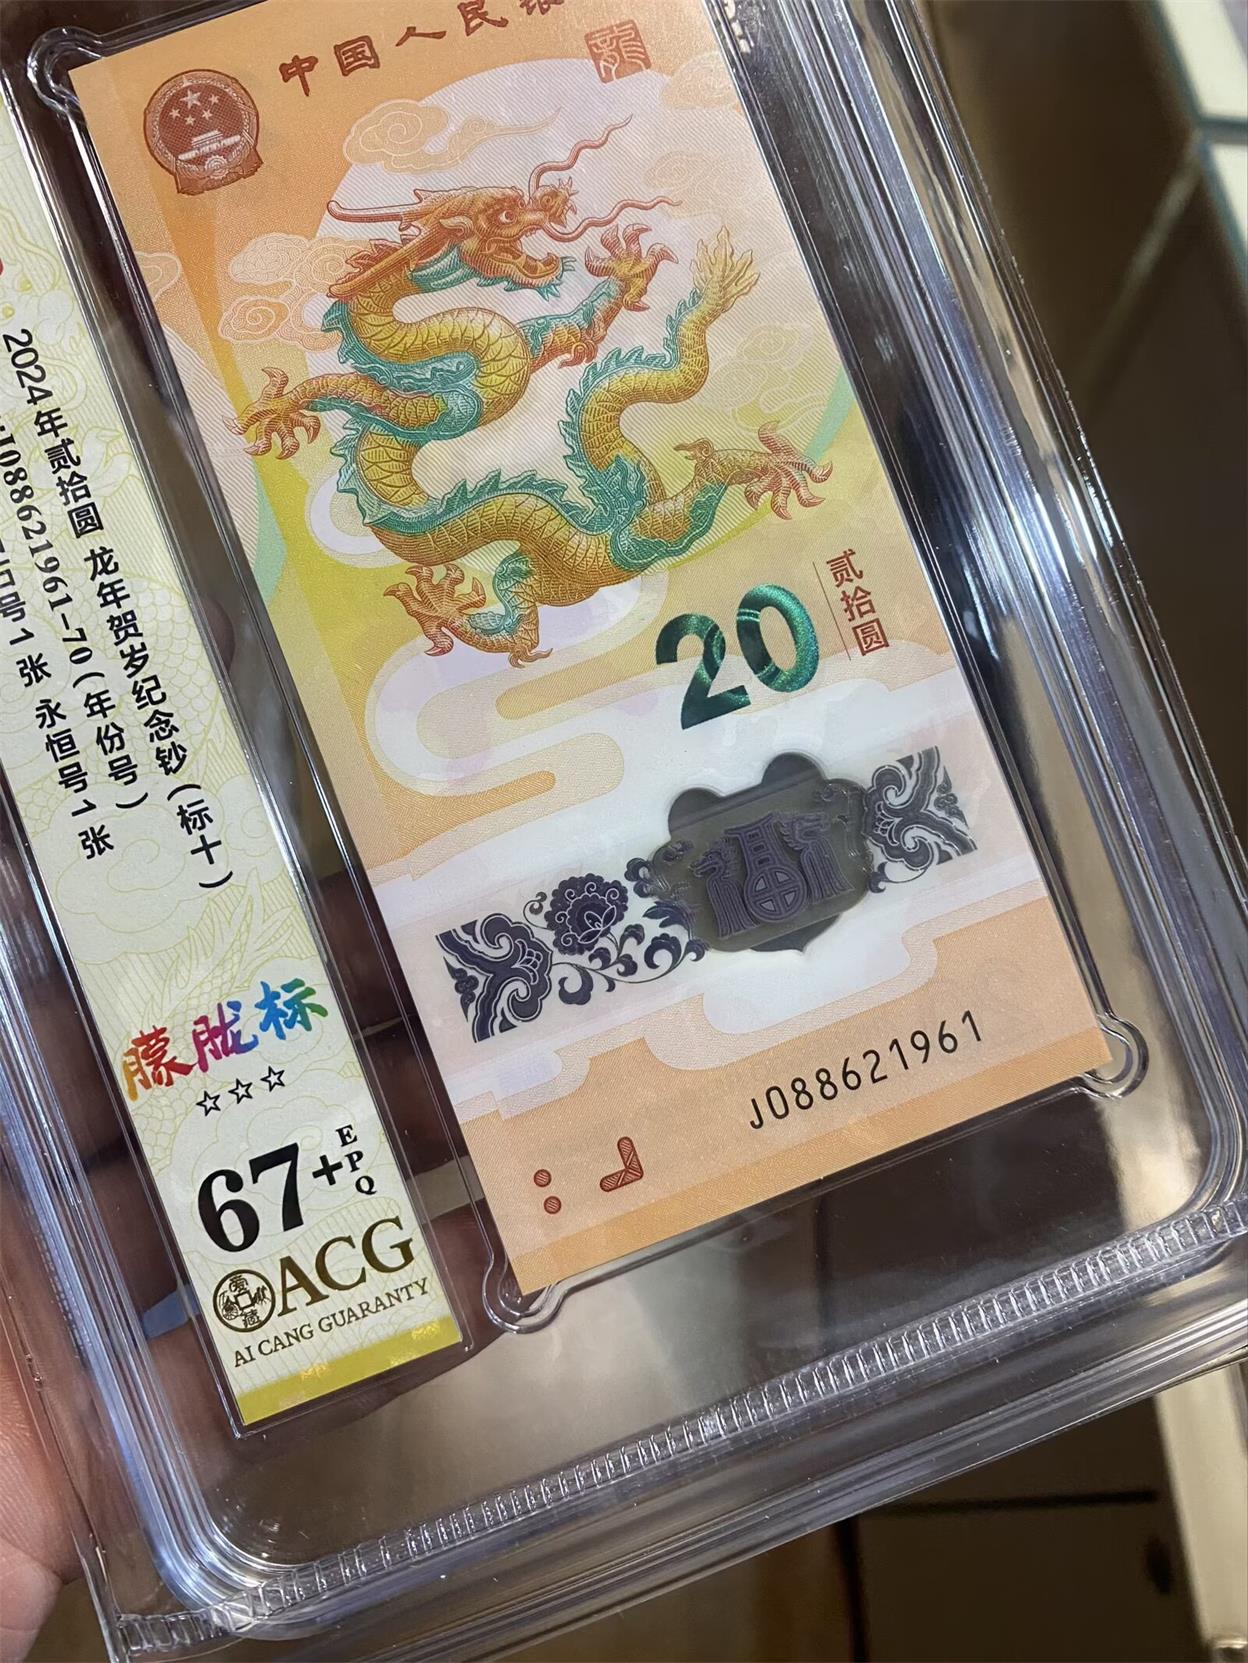 中国人民银
龍
贰拾圆
20
福
J088621961
2024年贰拾圆 龙年贺岁纪念钞(标十)
J088621961-70(年份号)
号1张 永恒号1张
朦胧标
☆☆☆
67+EPQ
ACG
AI CANG GUARANTY